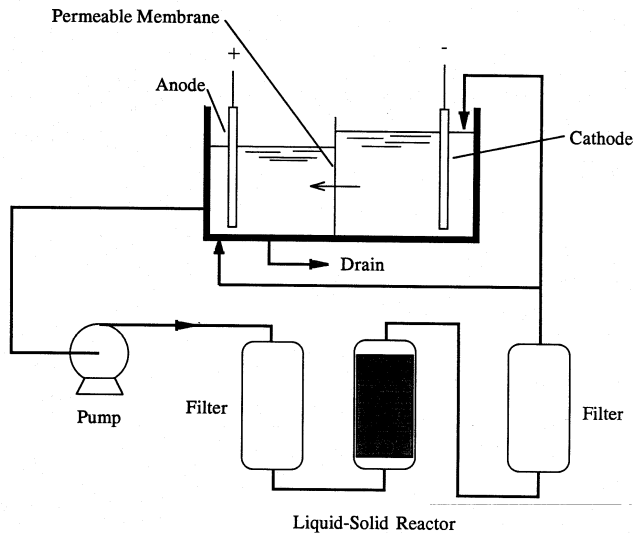 Permeable Membrane
+
-
Anode
Cathode
Drain
Pump
Filter
Filter
Liquid-Solid Reactor